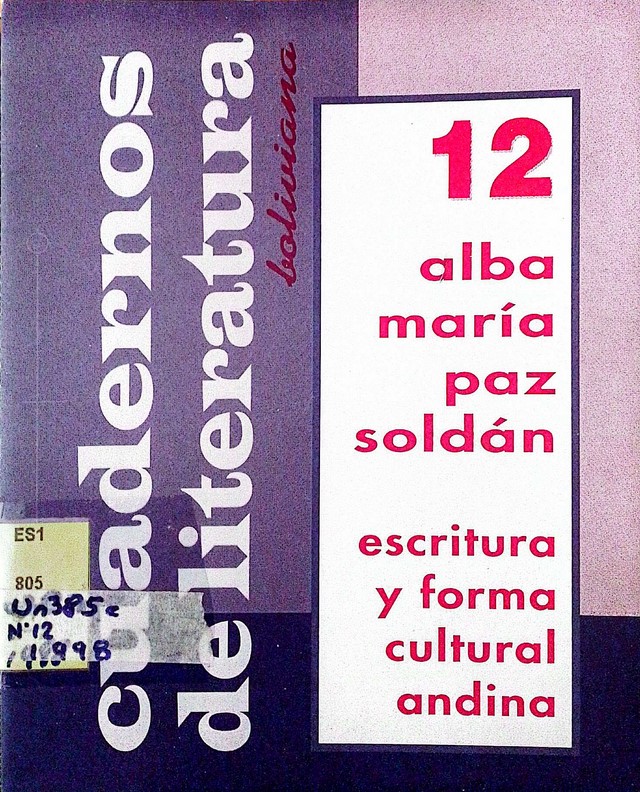 cuadernos
de literatura
boliviana
12
alba
maría
paz
soldán
escritura
y forma
cultural
andina
ES1
805
Un385c
N°12